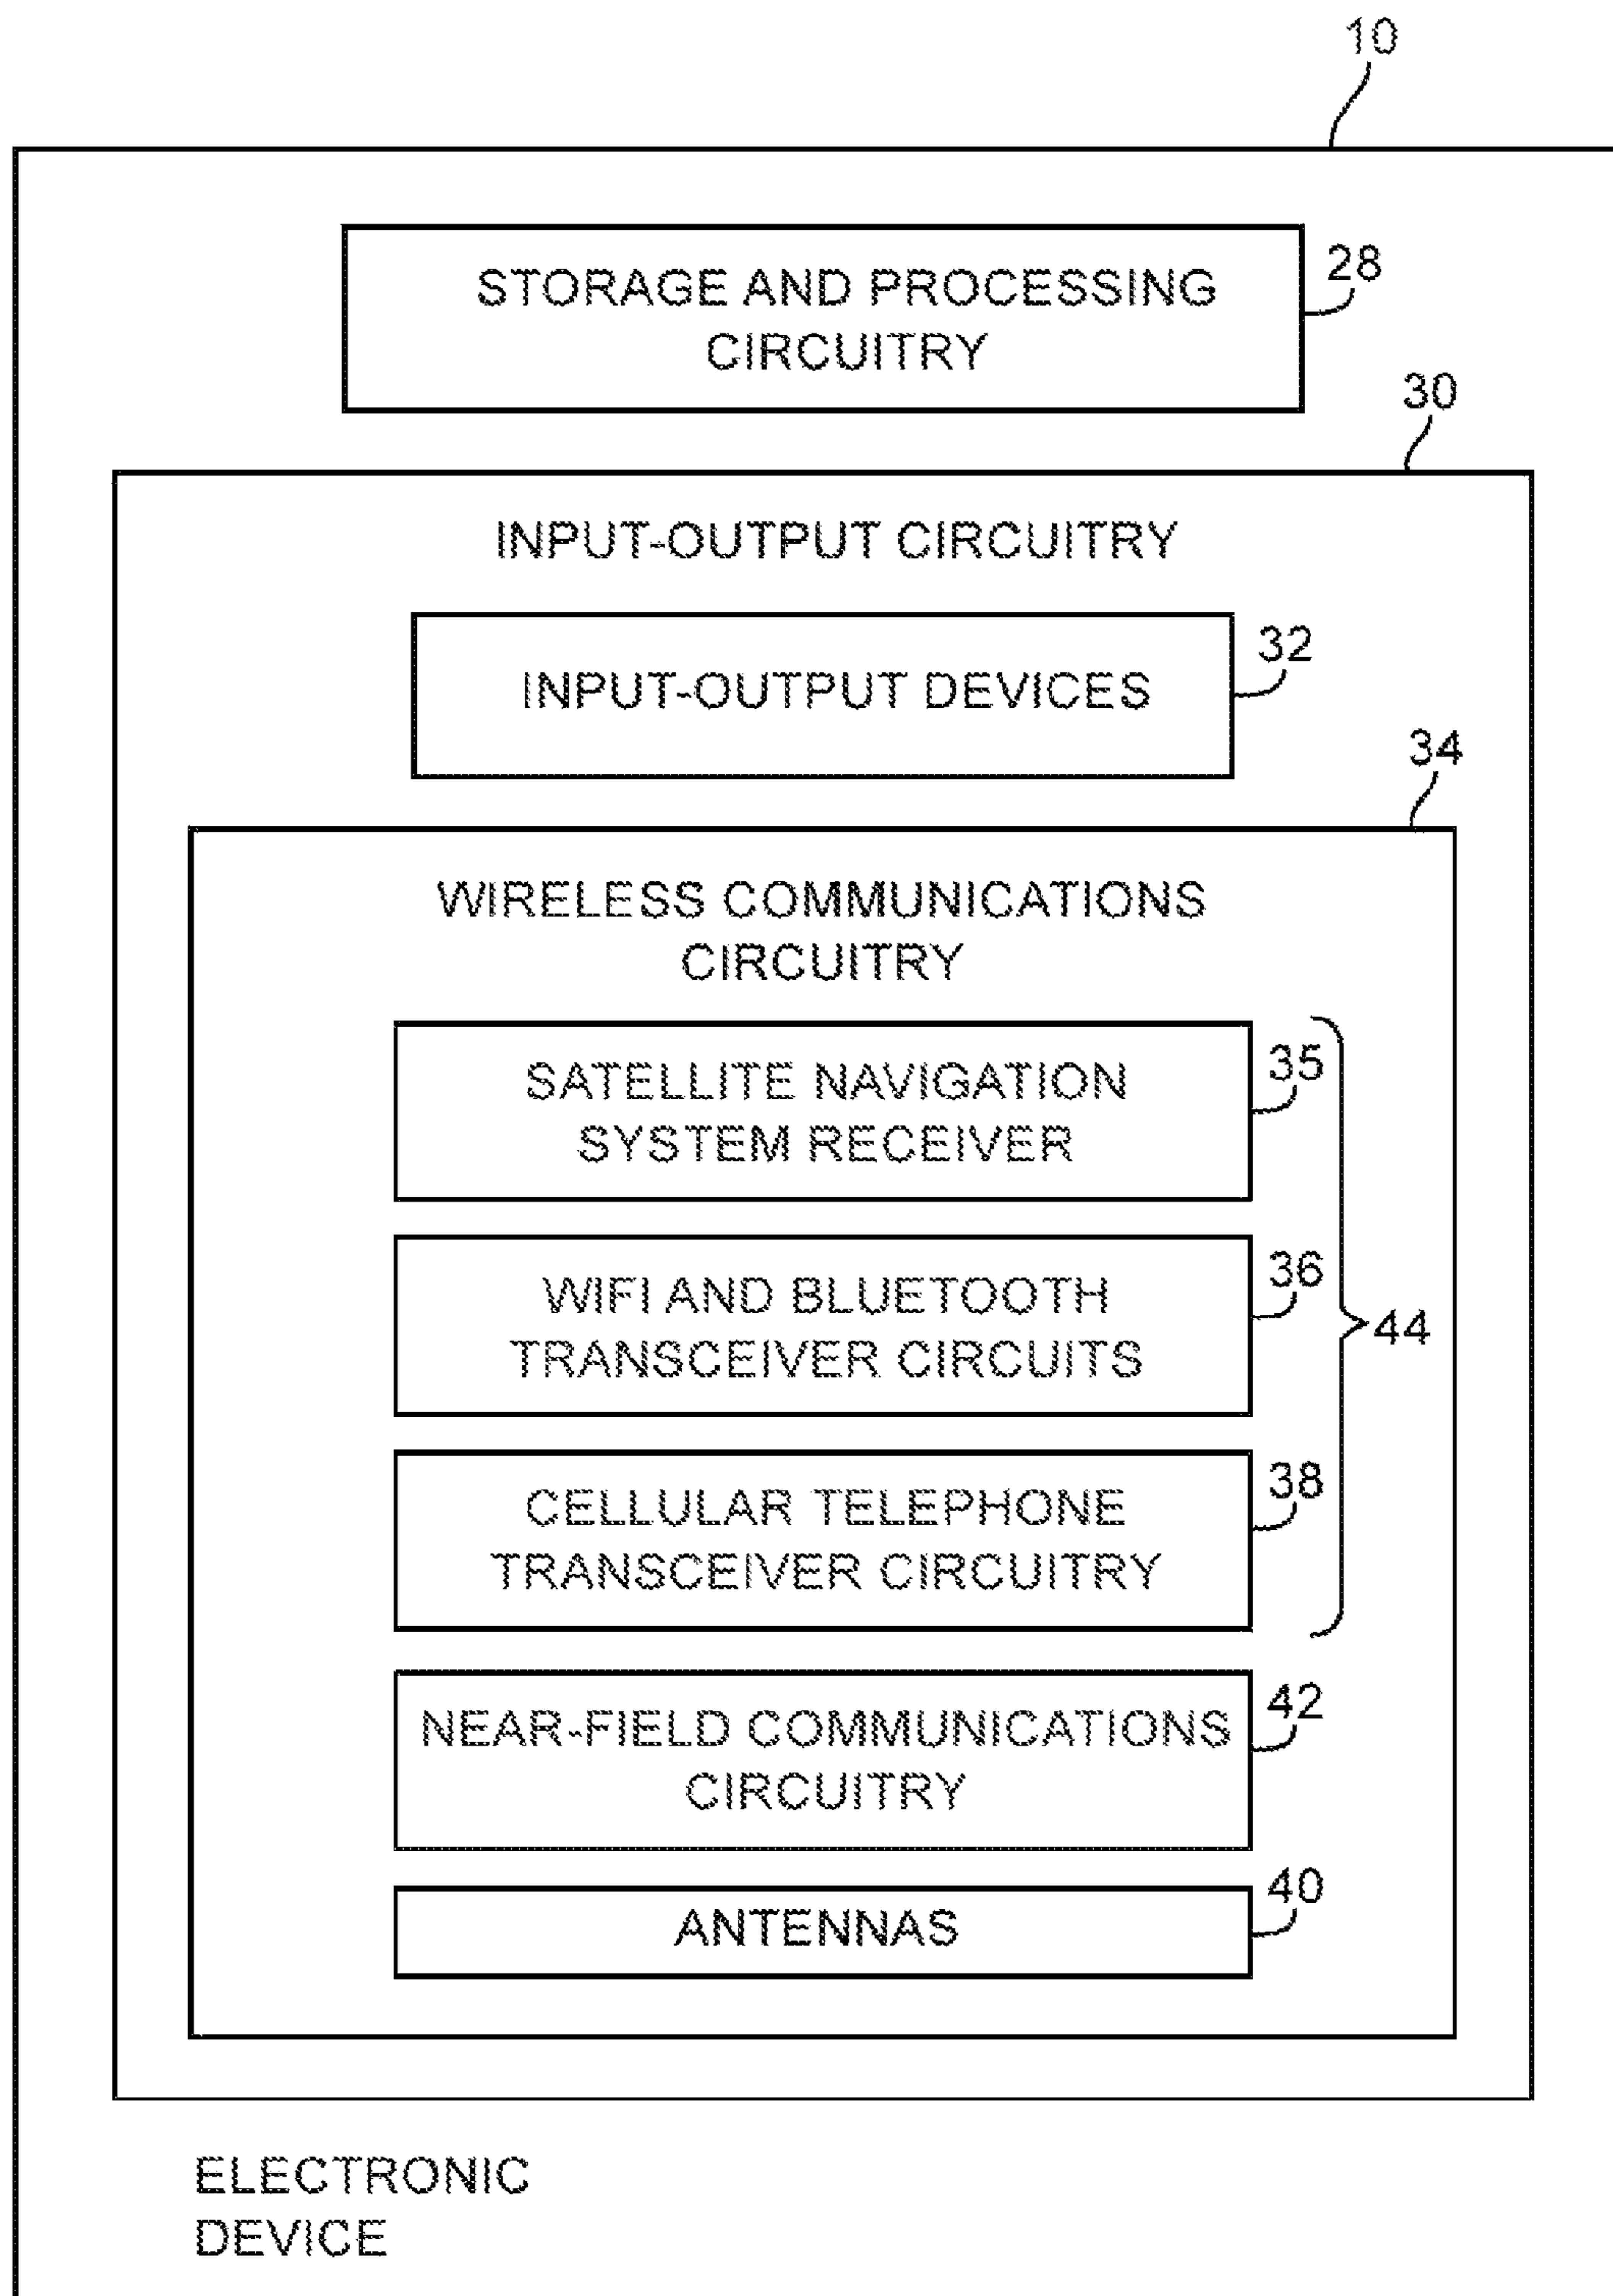 10
STORAGE AND PROCESSING
CIRCUITRY
28
30
INPUT-OUTPUT CIRCUITRY
INPUT-OUTPUT DEVICES
32
34
WIRELESS COMMUNICATIONS
CIRCUITRY
SATELLITE NAVIGATION
SYSTEM RECEIVER
35
WIFI AND BLUETOOTH
TRANSCEIVER CIRCUITS
36
44
CELLULAR TELEPHONE
TRANSCEIVER CIRCUITRY
38
NEAR-FIELD COMMUNICATIONS
CIRCUITRY
42
ANTENNAS
40
ELECTRONIC
DEVICE